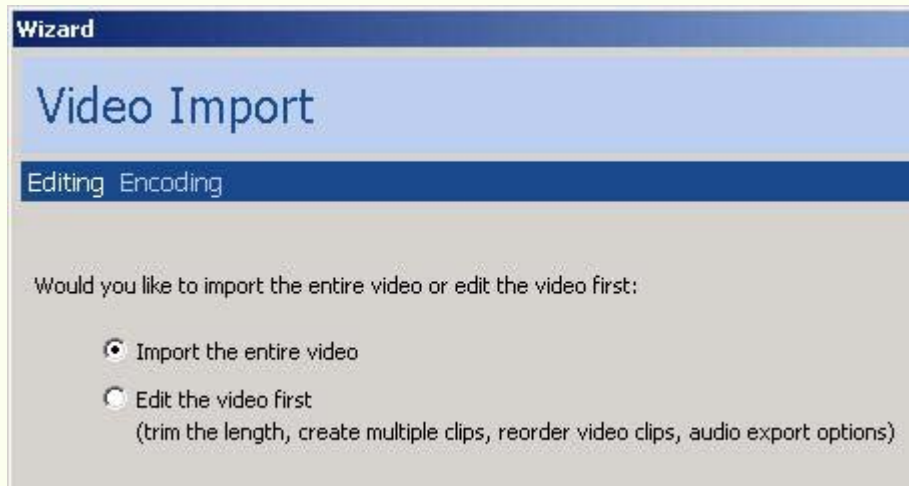 Wizard
Video Import
Editing Encoding
Would you like to import the entire video or edit the video first:
Import the entire video
Edit the video first
(trim the length, create multiple clips, reorder video clips, audio export options)